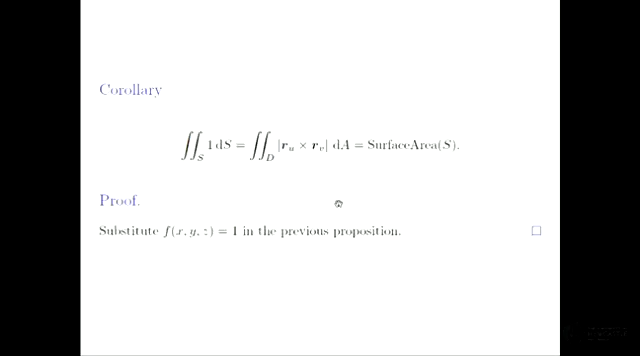 Corollary
∬_S 1 dS = ∬_D |r_u × r_v| dA = SurfaceArea(S).
Proof.
Substitute f(x, y, z) = 1 in the previous proposition. □